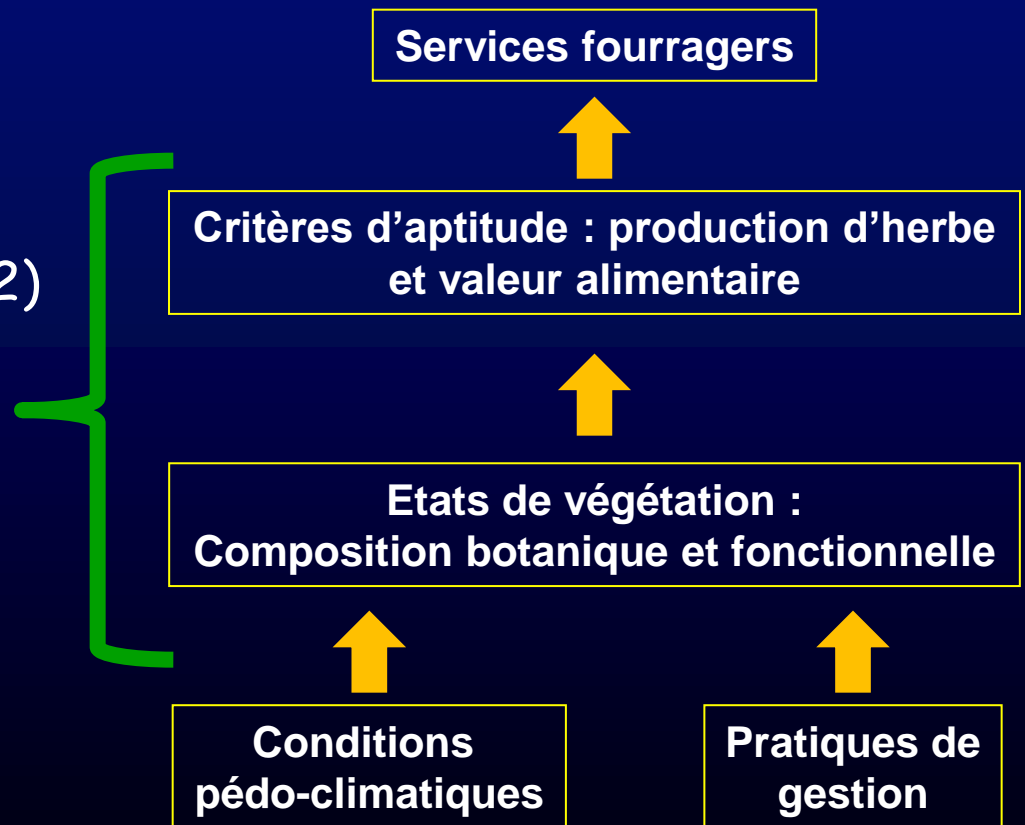 Services fourragers
Critères d’aptitude : production d’herbe
et valeur alimentaire
2)
Etats de végétation :
Composition botanique et fonctionnelle
Conditions
pédo-climatiques
Pratiques de
gestion